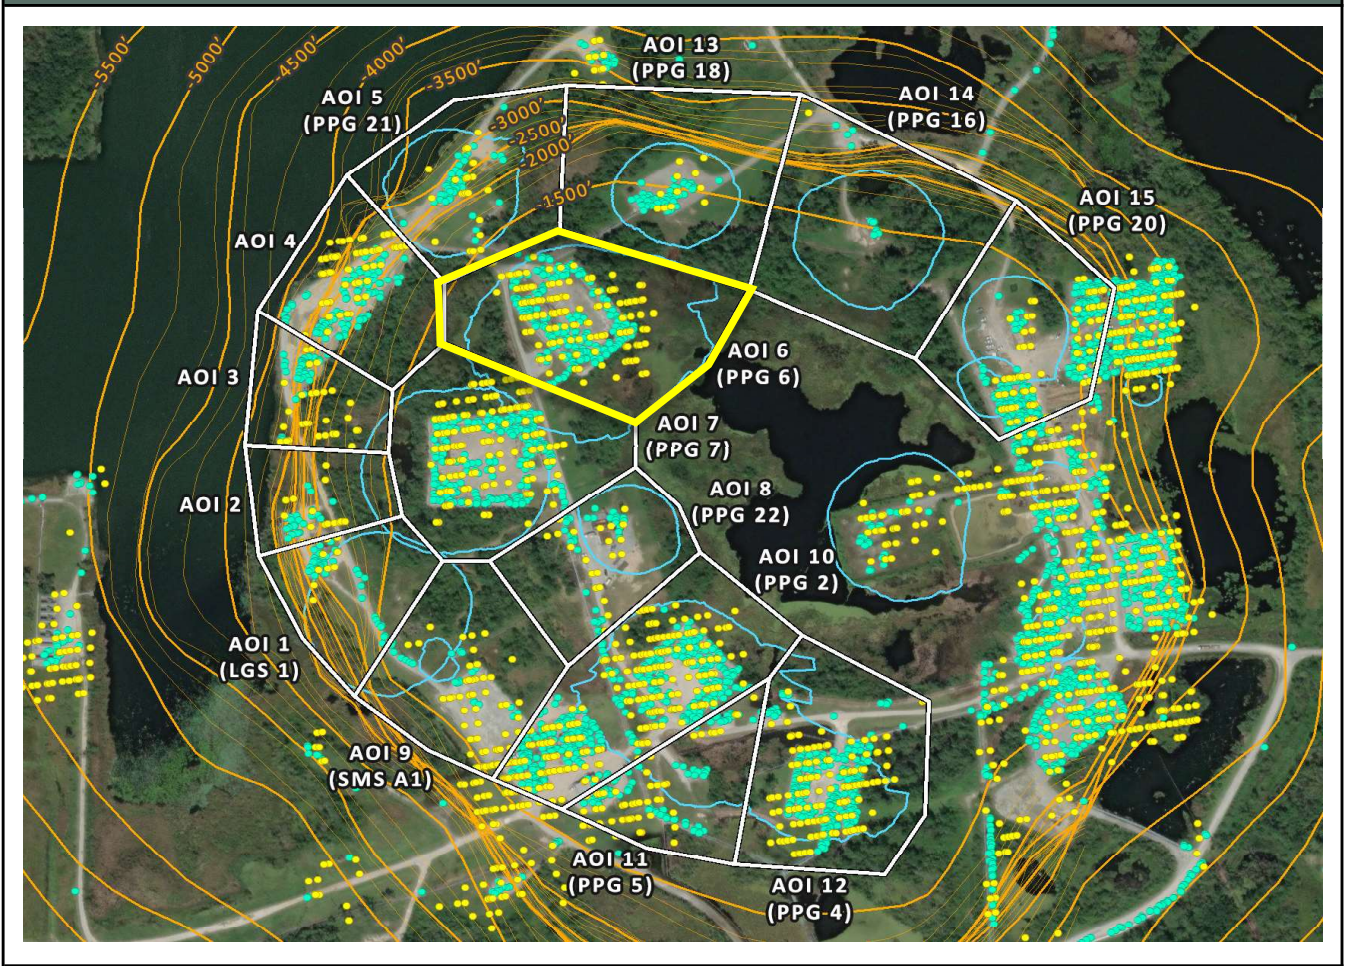 -5500'
-5000'
-4500'
-4000'
-3500'
-3000'
-2500'
-2000'
-1500'
AOI 13
(PPG 18)
AOI 5
(PPG 21)
AOI 14
(PPG 16)
AOI 15
(PPG 20)
AOI 4
AOI 6
(PPG 6)
AOI 3
AOI 7
(PPG 7)
AOI 2
AOI 8
(PPG 22)
AOI 10
(PPG 2)
AOI 1
(LGS 1)
AOI 9
(SMS A1)
AOI 11
(PPG 5)
AOI 12
(PPG 4)